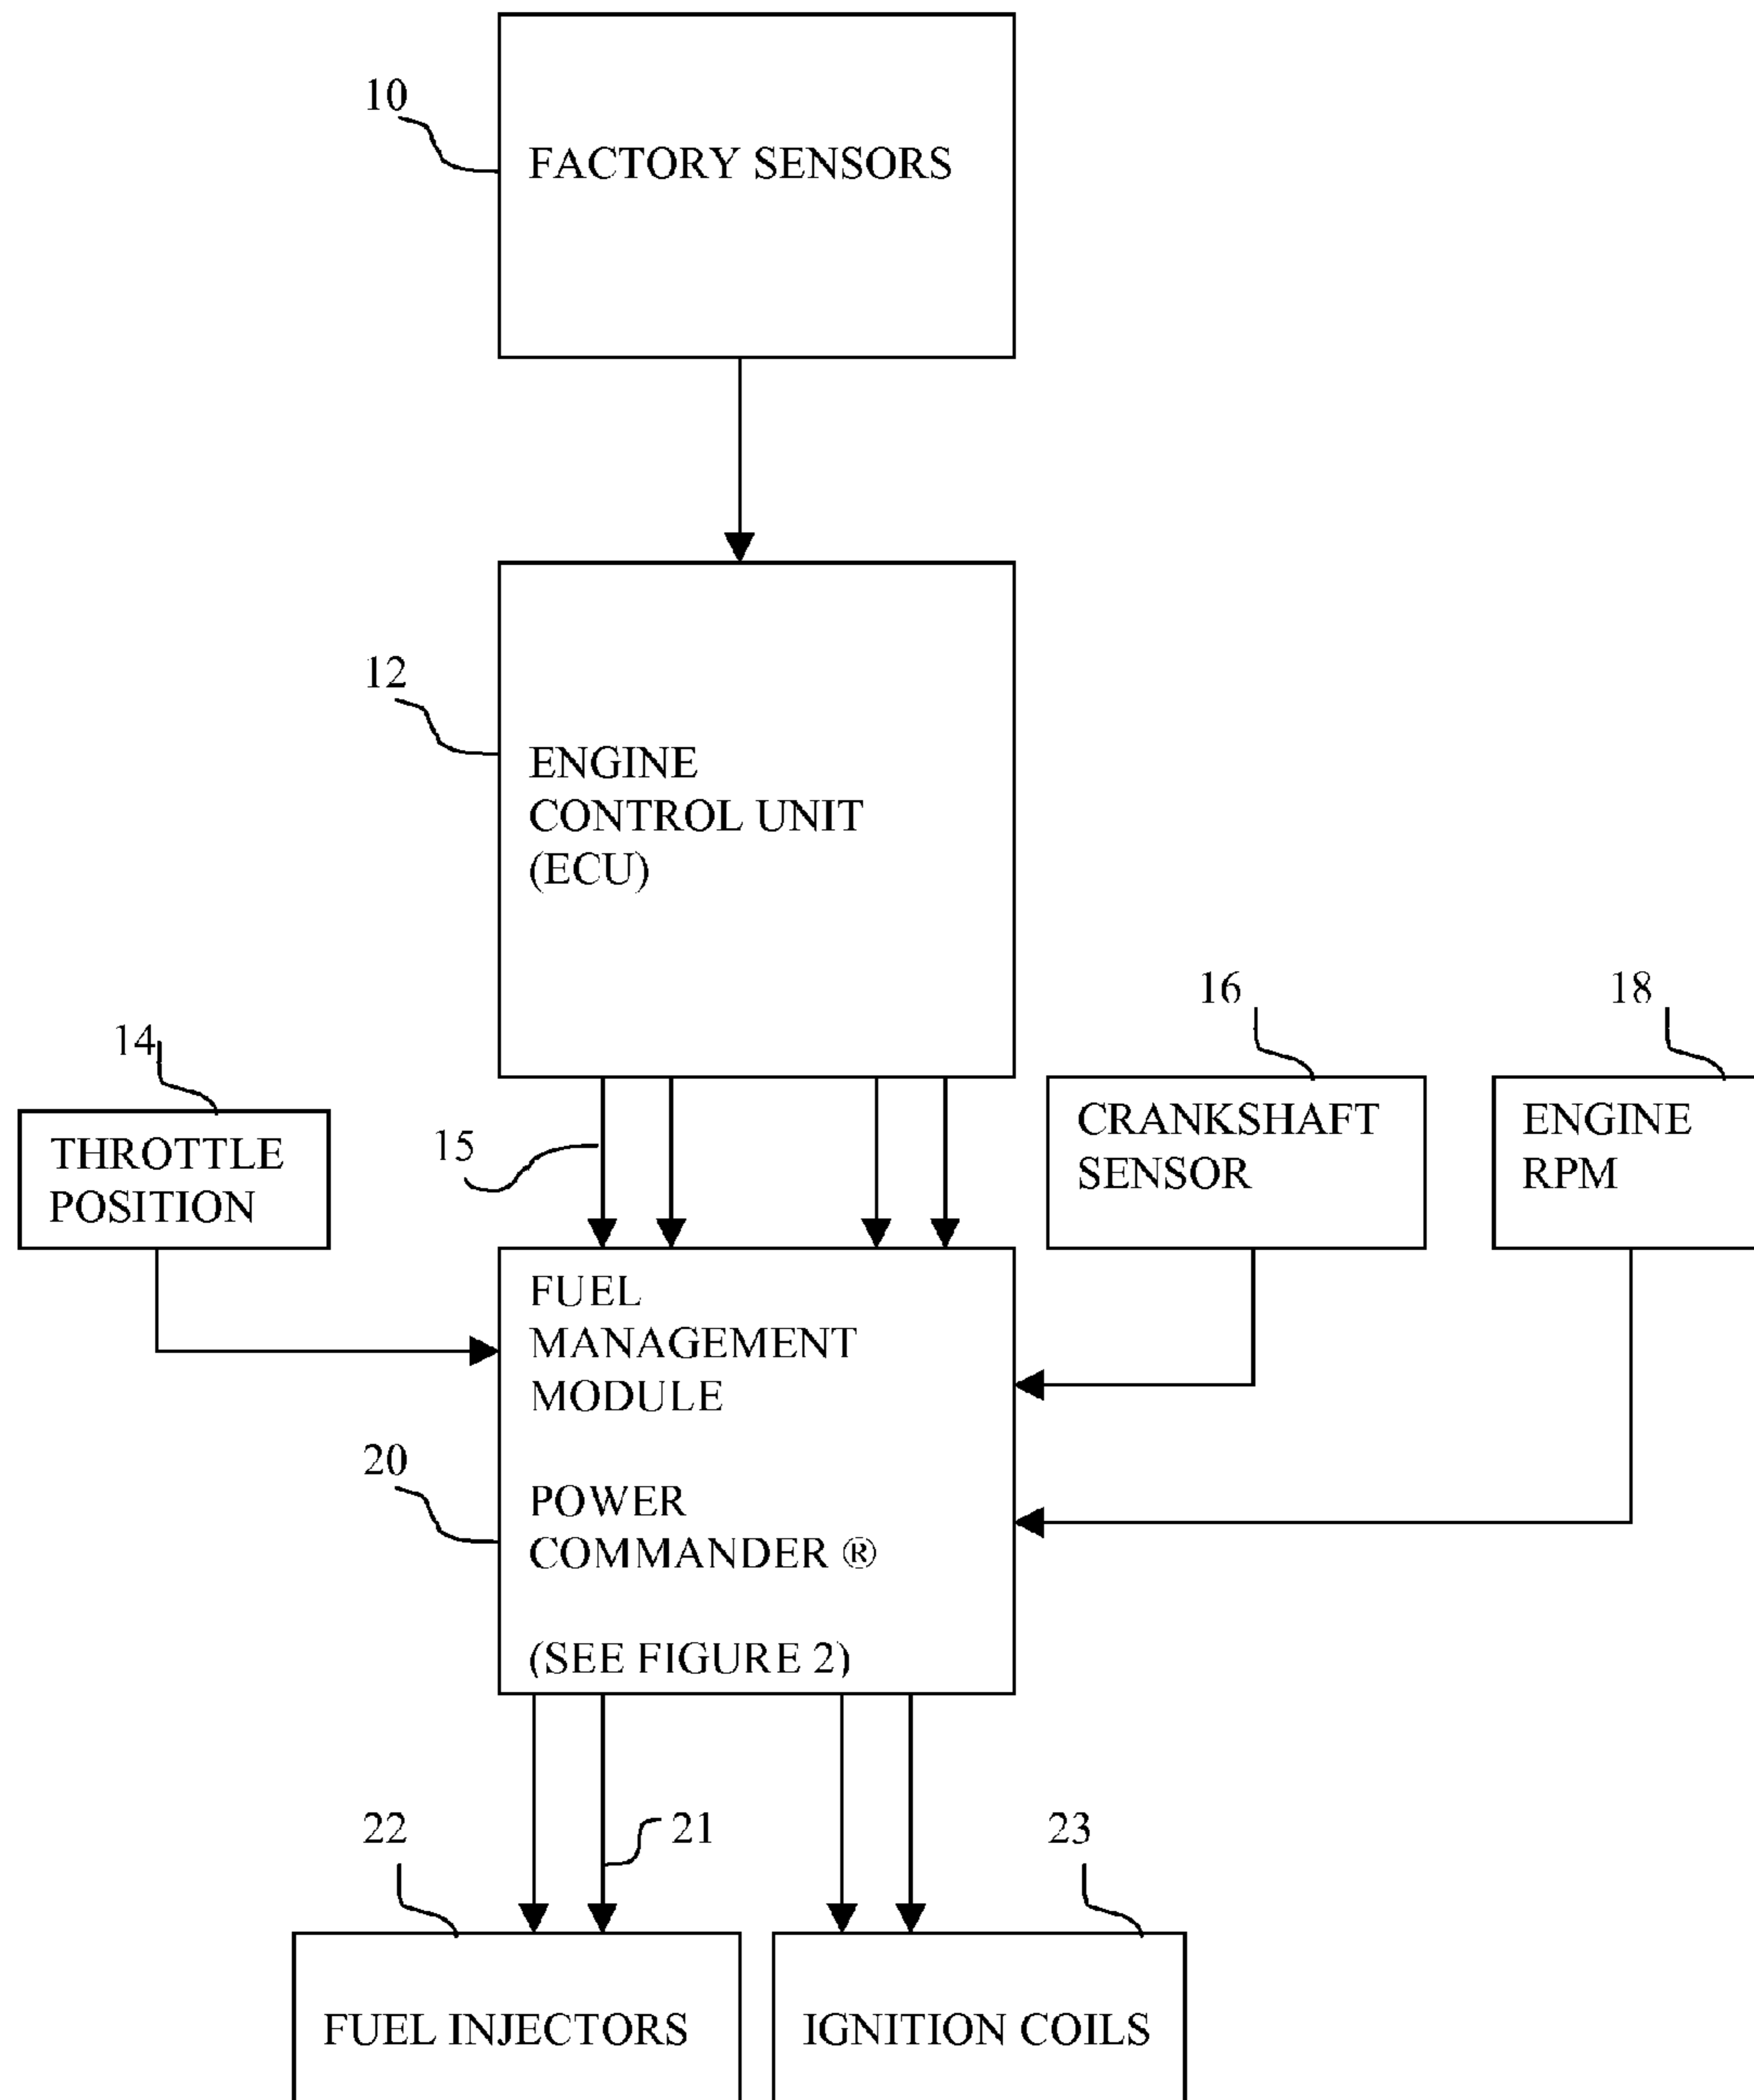 10
FACTORY SENSORS
12
ENGINE
CONTROL UNIT
(ECU)
14
15
16
18
THROTTLE
POSITION
CRANKSHAFT
SENSOR
ENGINE
RPM
FUEL
MANAGEMENT
MODULE
20
POWER
COMMANDER ®
(SEE FIGURE 2)
22
21
23
FUEL INJECTORS
IGNITION COILS